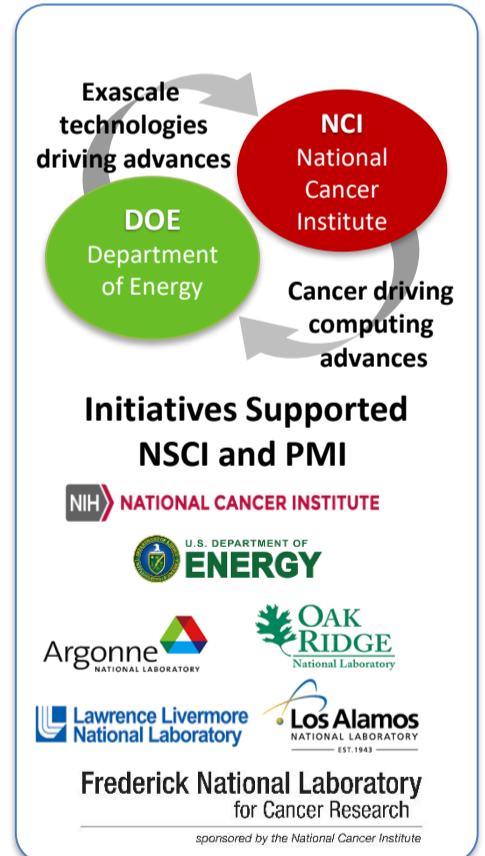 Exascale
technologies
driving advances
NCI
National
Cancer
Institute
DOE
Department
of Energy
Cancer driving
computing
advances
Initiatives Supported
NSCI and PMI
NIH NATIONAL CANCER INSTITUTE
U.S. DEPARTMENT OF
ENERGY
Argonne
NATIONAL LABORATORY
OAK
RIDGE
National Laboratory
Lawrence Livermore
National Laboratory
Los Alamos
NATIONAL LABORATORY
EST. 1943
Frederick National Laboratory
for Cancer Research
sponsored by the National Cancer Institute